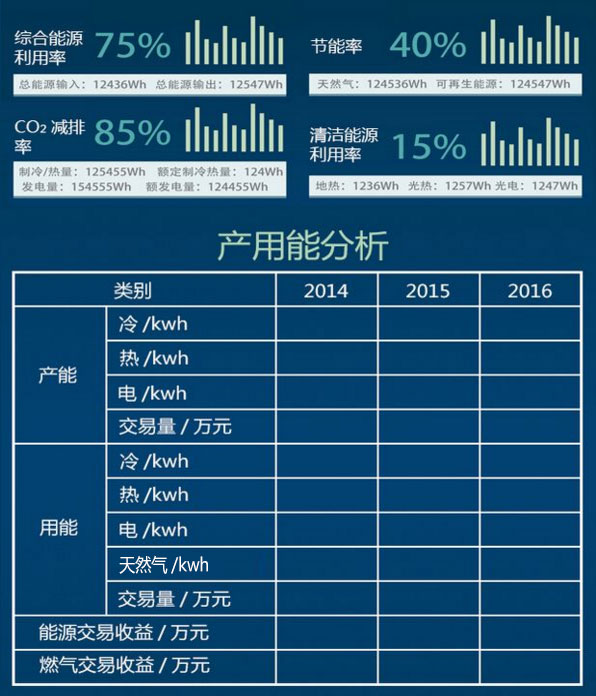 综合能源
利用率
75%
总能源输入：12436Wh 总能源输出：12547Wh
节能率
40%
天然气：124536Wh 可再生能源：124547Wh
CO₂ 减排
率
85%
制冷/热量：125455Wh 额定制冷热量：124Wh
发电量：154555Wh 额发电量：124455Wh
清洁能源
利用率
15%
地热：1236Wh 光热：1257Wh 光电：1247Wh
产用能分析
类别 2014 2015 2016
产能
冷 /kwh
热 /kwh
电 /kwh
交易量 / 万元
用能
冷 /kwh
热 /kwh
电 /kwh
天然气 /kwh
交易量 / 万元
能源交易收益 / 万元
燃气交易收益 / 万元